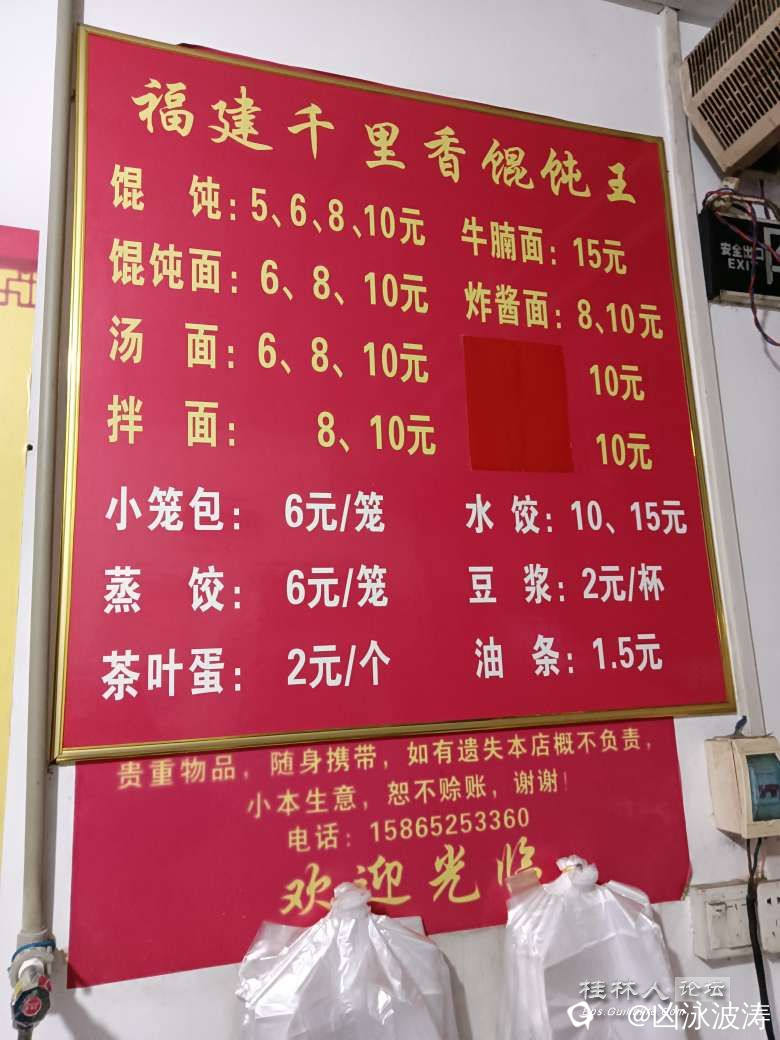 福建千里香馄饨王
馄 饨：5、6、8、10元
馄饨面：6、8、10元
汤 面：6、8、10元
拌 面： 8、10元
牛腩面：15元
炸酱面：8、10元
10元
10元
小笼包： 6元/笼
蒸 饺： 6元/笼
茶叶蛋： 2元/个
水 饺：10、15元
豆 浆：2元/杯
油 条：1.5元
贵重物品，随身携带，如有遗失本店概不负责，
小本生意，恕不赊账，谢谢！
电话：15865253360
欢迎光临
安全出口
EXIT
桂林人论坛
@凶泳波涛